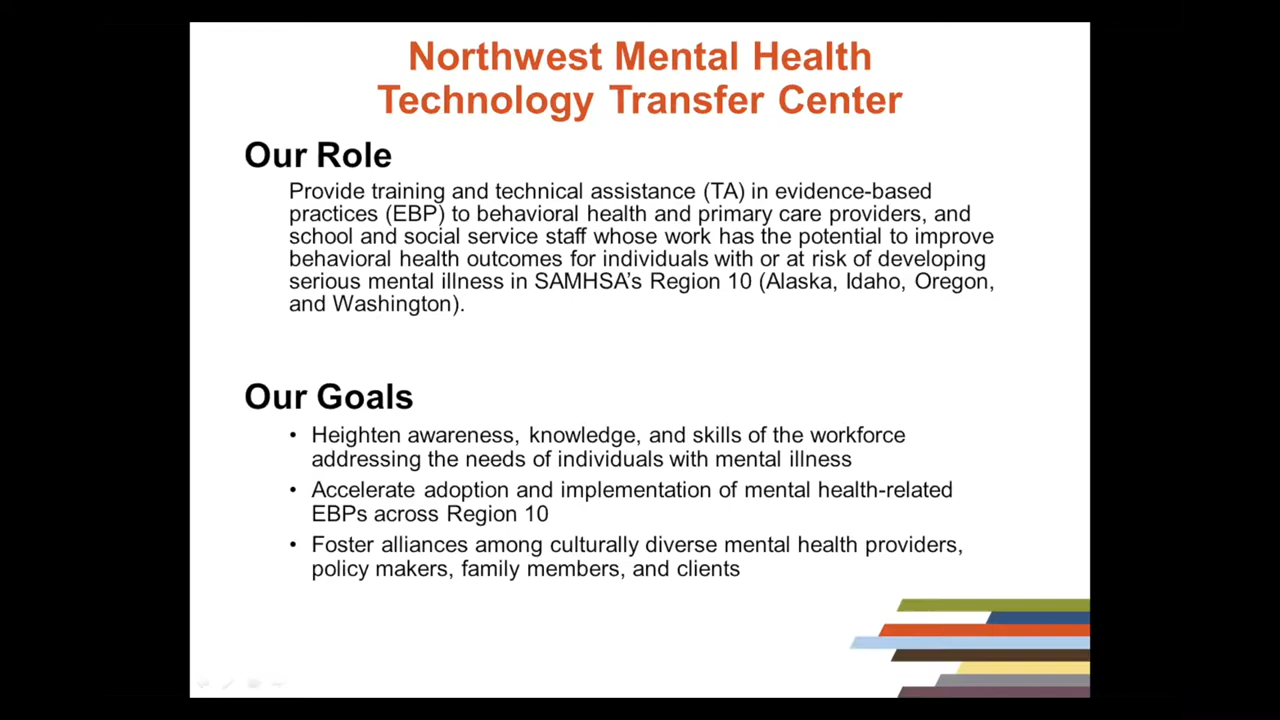 Northwest Mental Health
Technology Transfer Center
Our Role
Provide training and technical assistance (TA) in evidence-based
practices (EBP) to behavioral health and primary care providers, and
school and social service staff whose work has the potential to improve
behavioral health outcomes for individuals with or at risk of developing
serious mental illness in SAMHSA’s Region 10 (Alaska, Idaho, Oregon,
and Washington).
Our Goals
• Heighten awareness, knowledge, and skills of the workforce
addressing the needs of individuals with mental illness
• Accelerate adoption and implementation of mental health-related
EBPs across Region 10
• Foster alliances among culturally diverse mental health providers,
policy makers, family members, and clients